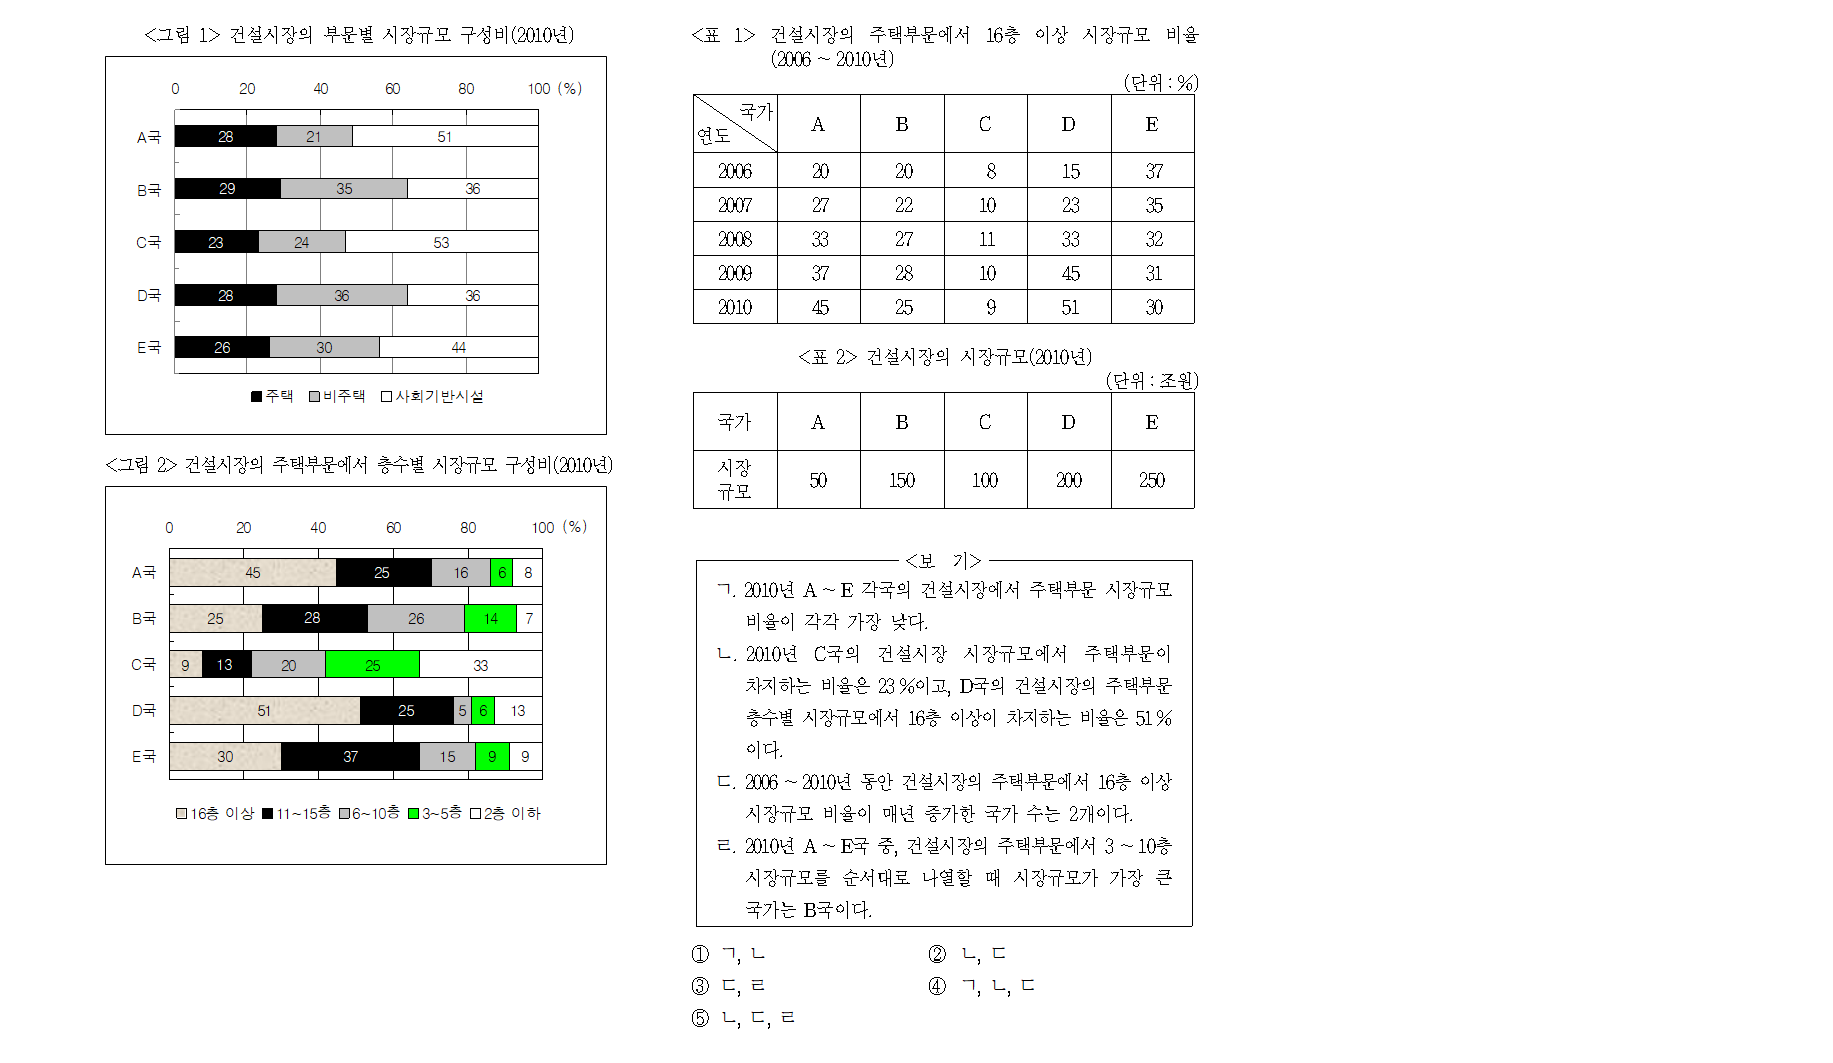 <그림 1> 건설시장의 부문별 시장규모 구성비(2010년)
0 20 40 60 80 100 (%)
A국 28 21 51
B국 29 35 36
C국 23 24 53
D국 28 36 36
E국 26 30 44
주택 비주택 사회기반시설
<그림 2> 건설시장의 주택부문에서 층수별 시장규모 구성비(2010년)
0 20 40 60 80 100 (%)
A국 45 25 16 6 8
B국 25 28 26 14 7
C국 9 13 20 25 33
D국 51 25 5 6 13
E국 30 37 15 9 9
16층 이상 11~15층 6~10층 3~5층 2층 이하
<표 1> 건설시장의 주택부문에서 16층 이상 시장규모 비율
(2006 ~ 2010년)
(단위 : %)
국가
연도
A B C D E
2006 20 20 8 15 37
2007 27 22 10 23 35
2008 33 27 11 33 32
2009 37 28 10 45 31
2010 45 25 9 51 30
<표 2> 건설시장의 시장규모(2010년)
(단위 : 조원)
국가 A B C D E
시장
규모
50 150 100 200 250
<보 기>
ㄱ. 2010년 A ~ E 각국의 건설시장에서 주택부문 시장규모
비율이 각각 가장 낮다.
ㄴ. 2010년 C국의 건설시장 시장규모에서 주택부문이
차지하는 비율은 23 %이고, D국의 건설시장의 주택부문
층수별 시장규모에서 16층 이상이 차지하는 비율은 51 %
이다.
ㄷ. 2006 ~ 2010년 동안 건설시장의 주택부문에서 16층 이상
시장규모 비율이 매년 증가한 국가 수는 2개이다.
ㄹ. 2010년 A ~ E국 중, 건설시장의 주택부문에서 3 ~ 10층
시장규모를 순서대로 나열할 때 시장규모가 가장 큰
국가는 B국이다.
① ㄱ, ㄴ ② ㄴ, ㄷ
③ ㄷ, ㄹ ④ ㄱ, ㄴ, ㄷ
⑤ ㄴ, ㄷ, ㄹ